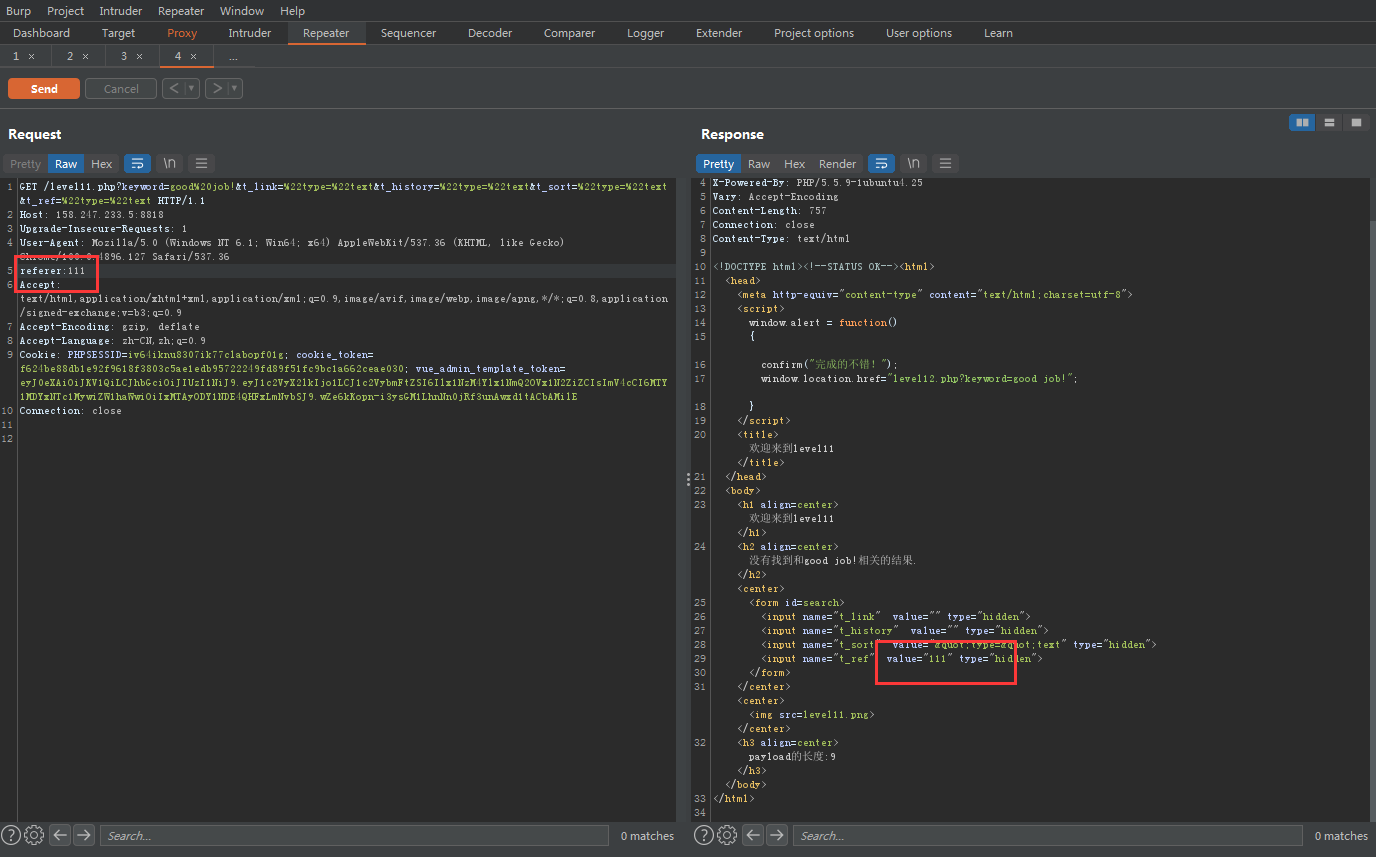 Burp Project Intruder Repeater Window Help
Dashboard Target Proxy Intruder Repeater Sequencer Decoder Comparer Logger Extender Project options User options Learn
1 × 2 × 3 × 4 × ...
Send Cancel < ▾ > ▾
Request
Pretty Raw Hex \n
1 GET /level11.php?keyword=good%20job!&t_link=%22type=%22text&t_history=%22type=%22text&t_sort=%22type=%22text
&t_ref=%22type=%22text HTTP/1.1
2 Host: 158.247.233.5:8818
3 Upgrade-Insecure-Requests: 1
4 User-Agent: Mozilla/5.0 (Windows NT 6.1; Win64; x64) AppleWebKit/537.36 (KHTML, like Gecko)
4896.127 Safari/537.36
5 referer:111
6 Accept:
text/html,application/xhtml+xml,application/xml;q=0.9,image/avif,image/webp,image/apng,*/*;q=0.8,application
/signed-exchange;v=b3;q=0.9
7 Accept-Encoding: gzip, deflate
8 Accept-Language: zh-CN,zh;q=0.9
9 Cookie: PHPSESSID=iv64iknu8307ik77clabopf01g; cookie_token=
f624be88db1e92f9618f3803c5ae1edb95722249fd89f51fc9bc1a662ceae030; vue_admin_template_token=
10 Connection: close
11
12
Search... 0 matches
Response
Pretty Raw Hex Render \n
4 X-Powered-By: PHP/5.5.9-1ubuntu4.25
5 Vary: Accept-Encoding
6 Content-Length: 757
7 Connection: close
8 Content-Type: text/html
9
10 <!DOCTYPE html><!--STATUS OK--><html>
11 <head>
12 <meta http-equiv="content-type" content="text/html;charset=utf-8">
13 <script>
14 window.alert = function()
15 {
16 confirm("完成的不错！");
17 window.location.href="level12.php?keyword=good job!";
18 }
19 </script>
20 <title>
欢迎来到level11
</title>
21 </head>
22 <body>
23 <h1 align=center>
欢迎来到level11
</h1>
24 <h2 align=center>
没有找到和good job!相关的结果.
</h2>
<center>
25 <form id=search>
26 <input name="t_link" value="" type="hidden">
27 <input name="t_history" value="" type="hidden">
28 <input name="t_sort" value="&quot;type=&quot;text" type="hidden">
29 <input name="t_ref" value="111" type="hidden">
30 </form>
31 </center>
<center>
<img src=level11.png>
</center>
32 <h3 align=center>
payload的长度:9
</h3>
</body>
33 </html>
34
Search... 0 matches